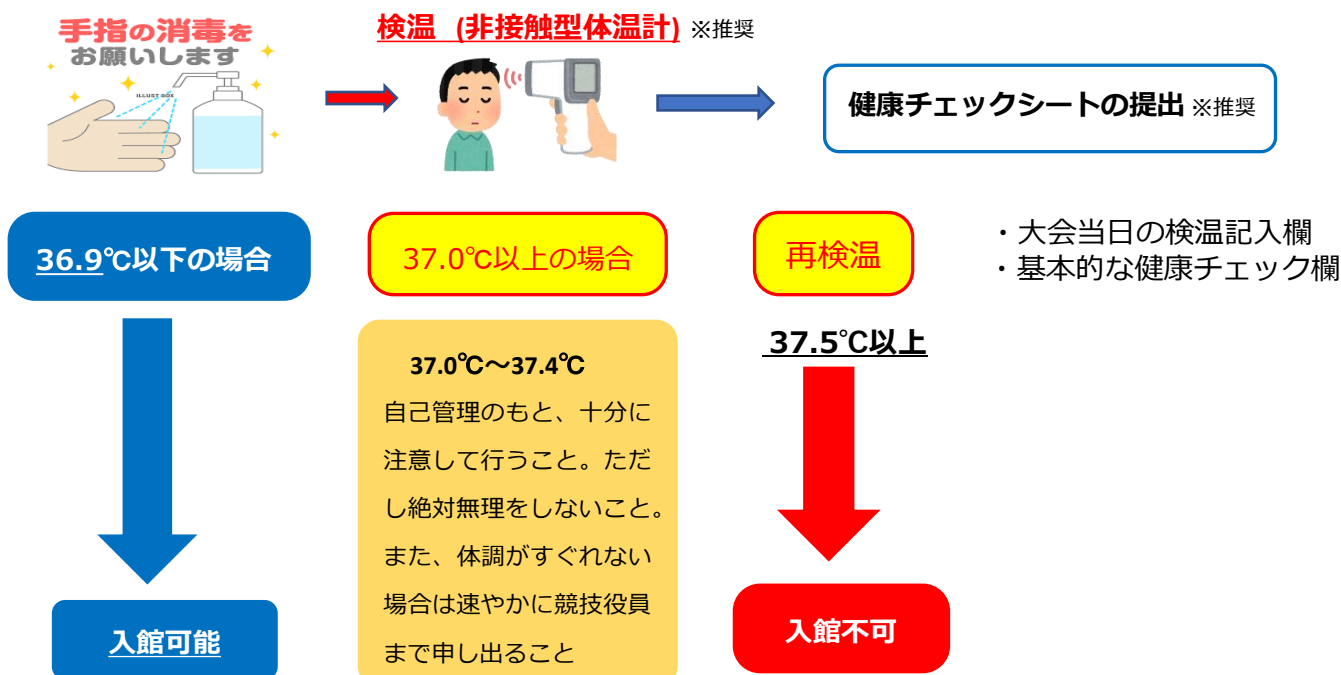 手指の消毒を
お願いします
ILLUST BOX
検温 (非接触型体温計) ※推奨
健康チェックシートの提出 ※推奨
36.9℃以下の場合
37.0℃以上の場合
再検温
・大会当日の検温記入欄
・基本的な健康チェック欄
37.0℃～37.4℃
自己管理のもと、十分に
注意して行うこと。ただ
し絶対無理をしないこと。
また、体調がすぐれない
場合は速やかに競技役員
まで申し出ること
37.5℃以上
入館可能
入館不可